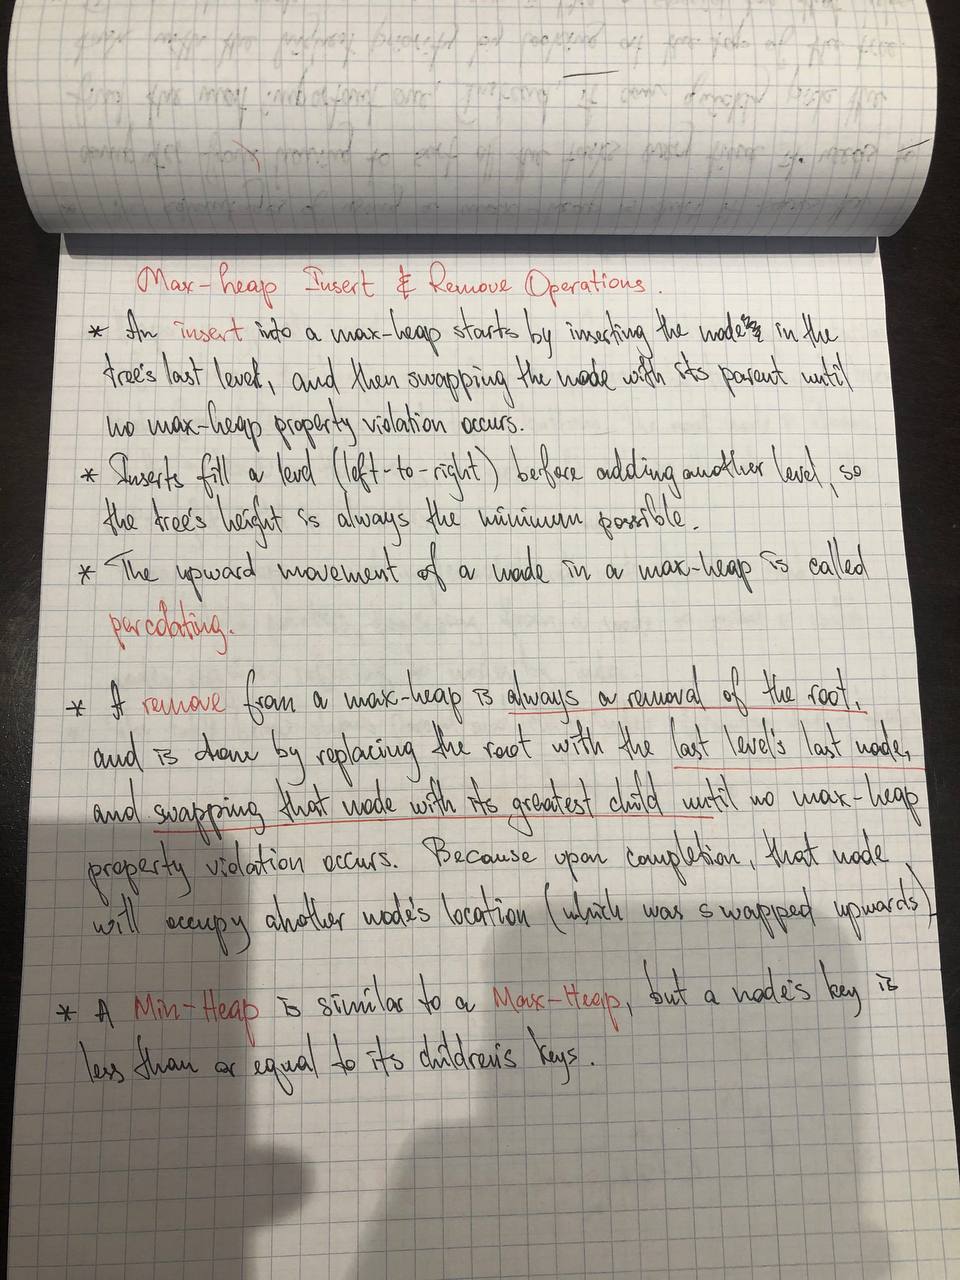 Max-heap Insert & Remove Operations.
* An insert into a max-heap starts by inserting the node in the
tree's last level, and then swapping the node with its parent until
no max-heap property violation occurs.
* Inserts fill a level (left-to-right) before adding another level, so
the tree's height is always the minimum possible.
* The upward movement of a node in a max-heap is called
percolating.
* A remove from a max-heap is always a removal of the root,
and is done by replacing the root with the last level's last node,
and swapping that node with its greatest child until no max-heap
property violation occurs. Because upon completion, that node
will occupy another node's location (which was swapped upwards)
* A Min-Heap is similar to a Max-Heap, but a node's key is
less than or equal to its children's keys.